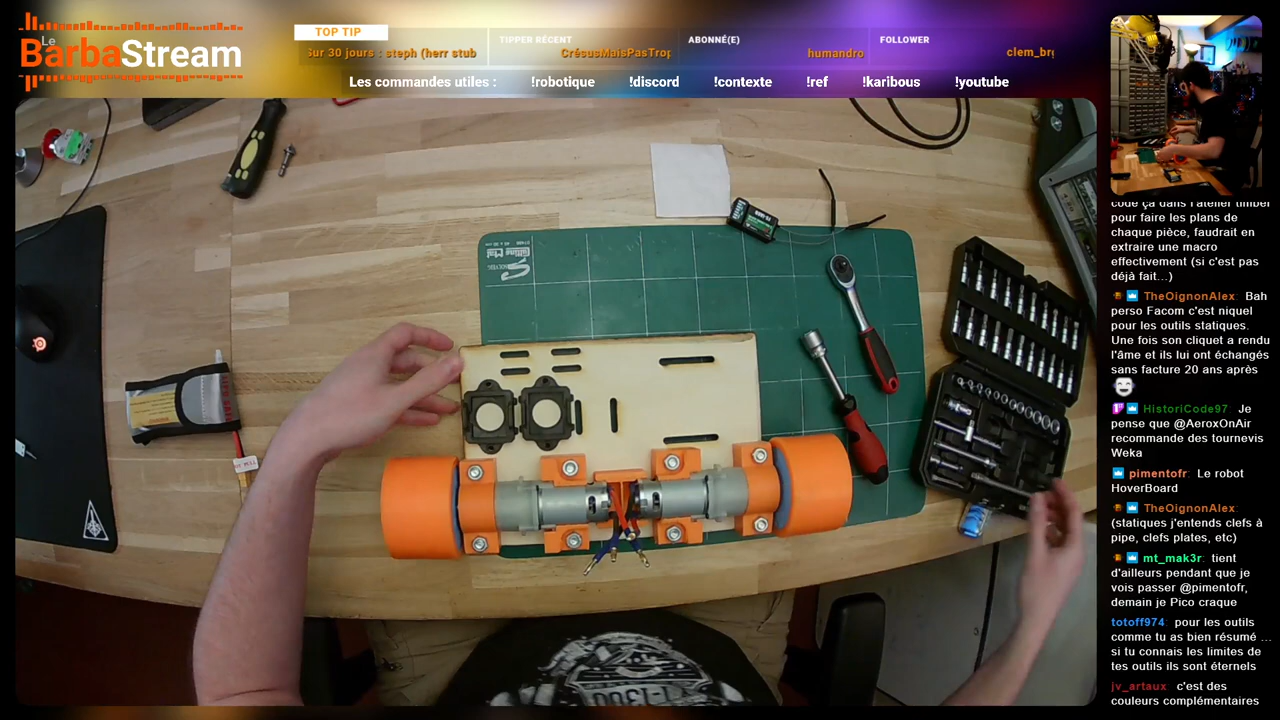 Le
BarbaStream
TOP TIP
Sur 30 jours : steph (herr stub
TIPPER RÉCENT
CrésusMaisPasTrop
ABONNÉ(E)
humandro
FOLLOWER
clem_brg
Les commandes utiles : !robotique !discord !contexte !ref !karibous !youtube
code ça dans l'atelier timber
pour faire les plans de
chaque pièce, faudrait en
extraire une macro
effectivement (si c'est pas
déjà fait...)
TheOignonAlex: Bah
perso Facom c'est niquel
pour les outils statiques.
Une fois son cliquet a rendu
l'âme et ils lui ont échangés
sans facture 20 ans après
HistoriCode97: Je
pense que @AeroxOnAir
recommande des tournevis
Weka
pimentofr: Le robot
HoverBoard
TheOignonAlex:
(statiques j'entends clefs à
pipe, clefs plates, etc)
mt_mak3r: tient
d'ailleurs pendant que je
vois passer @pimentofr,
demain je Pico craque
totoff974: pour les outils
comme tu as bien résumé ...
si tu connais les limites de
tes outils ils sont éternels
jv_artaux: c'est des
couleurs complémentaires